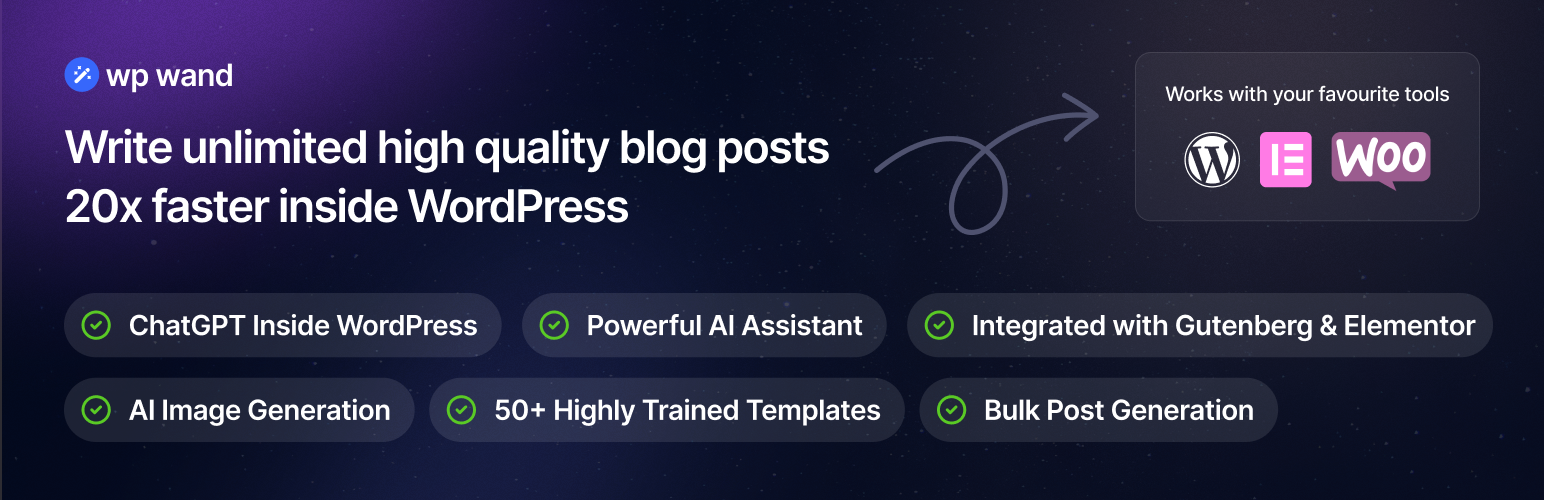 wp wand
Write unlimited high quality blog posts
20x faster inside WordPress
Works with your favourite tools
W
WOO
ChatGPT Inside WordPress
Powerful AI Assistant
Integrated with Gutenberg & Elementor
AI Image Generation
50+ Highly Trained Templates
Bulk Post Generation